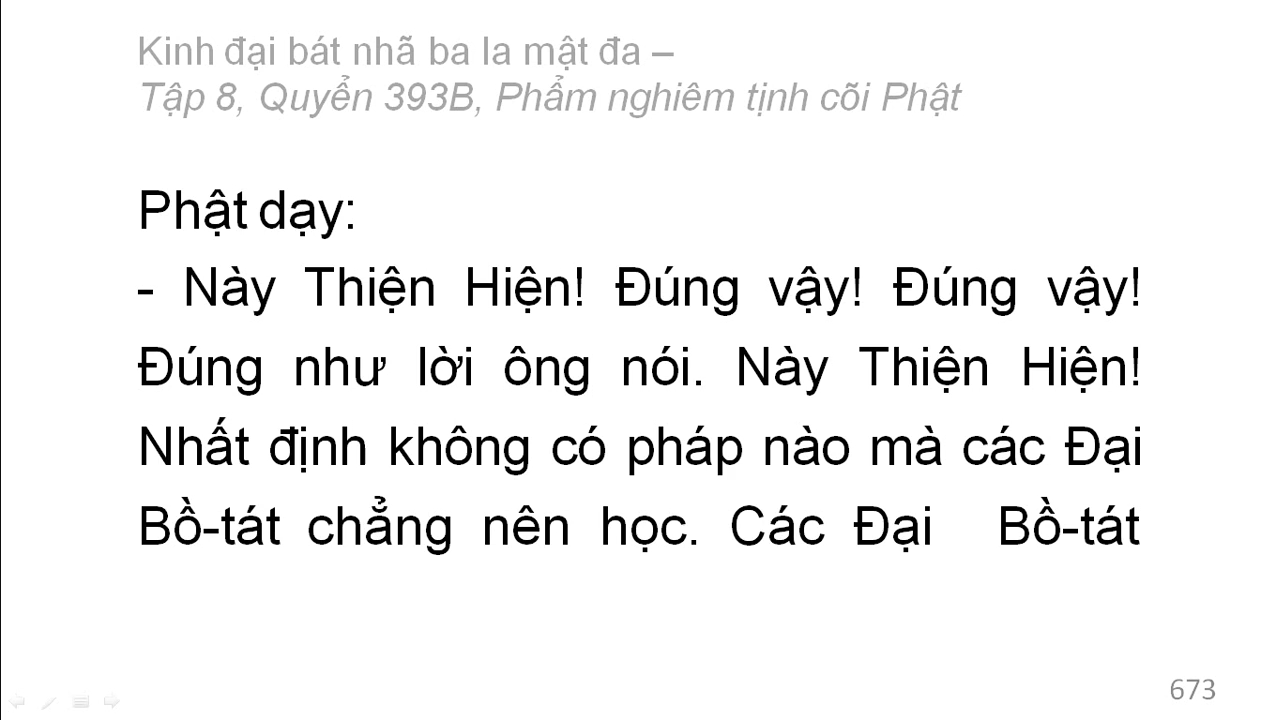 Kinh đại bát nhã ba la mật đa –
Tập 8, Quyển 393B, Phẩm nghiêm tịnh cõi Phật
Phật dạy:
- Này Thiện Hiện! Đúng vậy! Đúng vậy!
Đúng như lời ông nói. Này Thiện Hiện!
Nhất định không có pháp nào mà các Đại
Bồ-tát chẳng nên học. Các Đại Bồ-tát
673